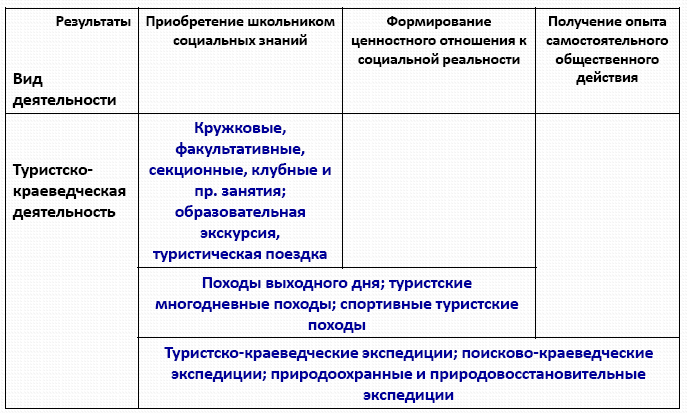 Результаты
Вид
деятельности
Приобретение школьником
социальных знаний
Формирование
ценностного отношения к
социальной реальности
Получение опыта
самостоятельного
общественного
действия
Туристско-
краеведческая
деятельность
Кружковые,
факультативные,
секционные, клубные и
пр. занятия;
образовательная
экскурсия,
туристическая поездка
Походы выходного дня; туристские
многодневные походы; спортивные туристские
походы
Туристско-краеведческие экспедиции; поисково-краеведческие
экспедиции; природоохранные и природовосстановительные
экспедиции